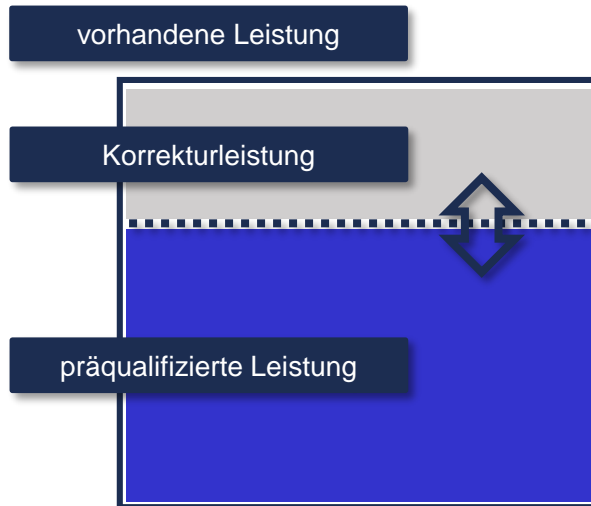 vorhandene Leistung
Korrekturleistung
präqualifizierte Leistung